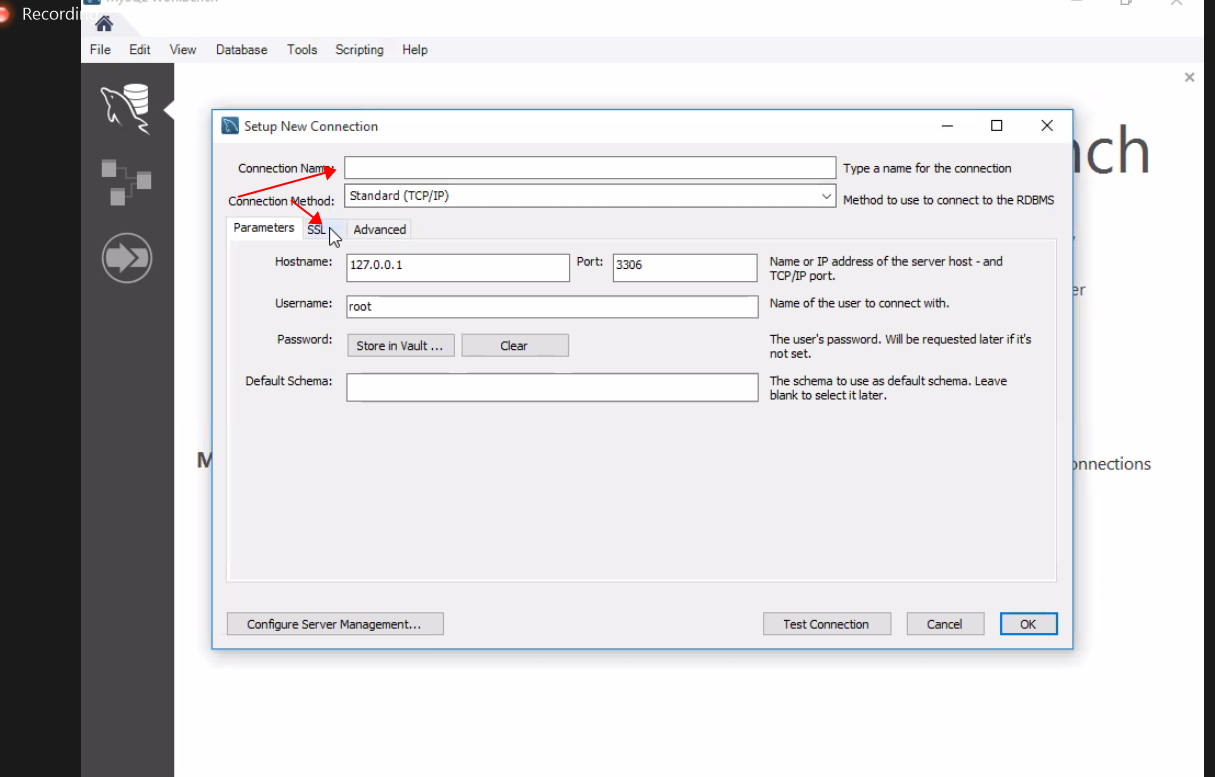 Recordin
MySQL Workbench
File Edit View Database Tools Scripting Help
Setup New Connection
nch
Connection Name: Type a name for the connection
Connection Method: Standard (TCP/IP) Method to use to connect to the RDBMS
Parameters SSL Advanced
Hostname: 127.0.0.1 Port: 3306 Name or IP address of the server host - and
TCP/IP port.
er
Username: root Name of the user to connect with.
Password: Store in Vault ... Clear The user's password. Will be requested later if it's
not set.
Default Schema: The schema to use as default schema. Leave
blank to select it later.
M
onnections
Configure Server Management... Test Connection Cancel OK